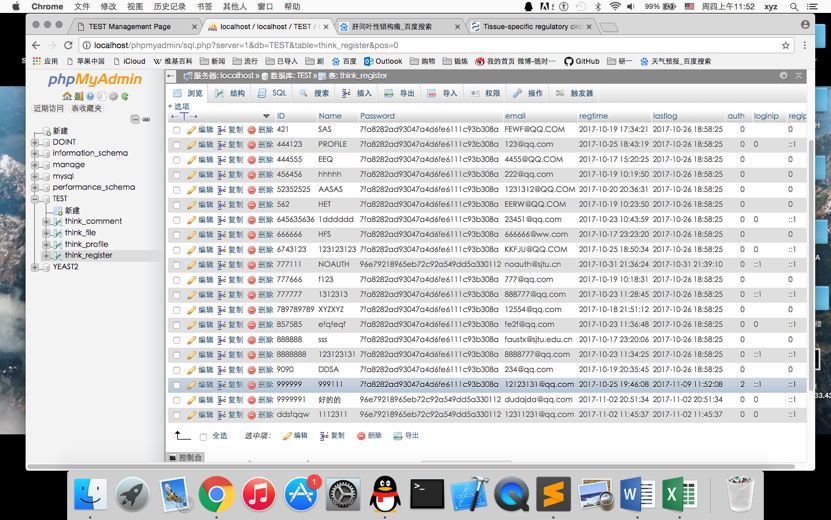 Chrome 文件 修改 视图 历史记录 书签 其他人 窗口 帮助 99% 周四上午11:52 xyz
TEST Management Page
localhost / localhost / TEST / t
肝间叶性错构瘤_百度搜索
Tissue-specific regulatory circ
localhost/phpmyadmin/sql.php?server=1&db=TEST&table=think_register&pos=0
应用 苹果中国 iCloud 维基百科 新闻 流行 已导入 剧 百度 Outlook 购物 锻炼 我的首页 微博-随时… GitHub 研一 天气预报_百度搜索
phpMyAdmin
近期访问 表收藏夹
新建
DOINT
information_schema
manage
mysql
performance_schema
TEST
新建
think_comment
think_file
think_profile
think_register
YEAST2
服务器: localhost » 数据库: TEST » 表: think_register
浏览 结构 SQL 搜索 插入 导出 导入 权限 操作 触发器
+ 选项
←T→ ID Name Password email regtime lastlog auth loginip regip
编辑 复制 删除 421 SAS 7fa8282ad93047a4d6fe6111c93b308a FEWF@QQ.COM 2017-10-19 17:34:21 2017-10-26 18:58:25 0 0
编辑 复制 删除 444123 PROFILE 7fa8282ad93047a4d6fe6111c93b308a 123@qq.com 2017-10-25 18:43:19 2017-10-26 18:58:25 0 ::1
编辑 复制 删除 444555 EEQ 7fa8282ad93047a4d6fe6111c93b308a 4455@QQ.COM 2017-10-17 15:20:25 2017-10-26 18:58:25 0 0
编辑 复制 删除 456456 hhhhh 7fa8282ad93047a4d6fe6111c93b308a 222@qq.com 2017-10-19 10:19:50 2017-10-26 18:58:25 0 0
编辑 复制 删除 52352525 AASAS 7fa8282ad93047a4d6fe6111c93b308a 1231312@QQ.COM 2017-10-20 20:36:31 2017-10-26 18:58:25 0 0
编辑 复制 删除 562 HET 7fa8282ad93047a4d6fe6111c93b308a EERW@QQ.COM 2017-10-19 10:23:50 2017-10-26 18:58:25 0 0
编辑 复制 删除 645635636 1dddddd 7fa8282ad93047a4d6fe6111c93b308a 23451@qq.com 2017-10-23 10:43:59 2017-10-26 18:58:25 0 0 ::1
编辑 复制 删除 666666 HFS 7fa8282ad93047a4d6fe6111c93b308a 666666@ww.com 2017-10-17 23:23:20 2017-10-26 18:58:25 0 0
编辑 复制 删除 6743123 123123123 7fa8282ad93047a4d6fe6111c93b308a KKFJU@QQ.COM 2017-10-25 18:50:34 2017-10-26 18:58:25 0 ::1
编辑 复制 删除 777111 NOAUTH 96e79218965eb72c92a549dd5a330112 noauth@sjtu.cn 2017-10-31 21:36:24 2017-10-31 21:39:10 0 ::1 ::1
编辑 复制 删除 777666 f123 7fa8282ad93047a4d6fe6111c93b308a 777@qq.com 2017-10-19 10:18:31 2017-10-26 18:58:25 0 0
编辑 复制 删除 777777 1312313 7fa8282ad93047a4d6fe6111c93b308a 888777@qq.com 2017-10-23 11:28:45 2017-10-26 18:58:25 0 ::1 ::1
编辑 复制 删除 789789789 XYZXYZ 7fa8282ad93047a4d6fe6111c93b308a 12554@qq.com 2017-10-18 21:51:12 2017-10-26 18:58:25 0 0
编辑 复制 删除 857585 efqfeqf 7fa8282ad93047a4d6fe6111c93b308a fe2f@qq.com 2017-10-23 11:36:48 2017-10-26 18:58:25 0 0 ::1
编辑 复制 删除 888888 sss 7fa8282ad93047a4d6fe6111c93b308a faustx@sjtu.edu.cn 2017-10-17 23:20:06 2017-10-26 18:58:25 0 0
编辑 复制 删除 8888888 123123131 7fa8282ad93047a4d6fe6111c93b308a 8888777@qq.com 2017-10-23 11:34:25 2017-10-26 18:58:25 0 ::1 ::1
编辑 复制 删除 9090 DDSA 7fa8282ad93047a4d6fe6111c93b308a 234@qq.com 2017-10-19 20:35:45 2017-10-26 18:58:25 0 0
编辑 复制 删除 999999 999111 7fa8282ad93047a4d6fe6111c93b308a 12123131@qq.com 2017-10-25 19:46:08 2017-11-09 11:52:08 2 ::1 ::1
编辑 复制 删除 9999991 好的的 96e79218965eb72c92a549dd5a330112 dudajda@qq.com 2017-11-02 20:51:34 2017-11-02 20:51:34 0 0 ::1
编辑 复制 删除 ddsfqqw 1112311 96e79218965eb72c92a549dd5a330112 12311231@qq.com 2017-11-02 11:45:37 2017-11-02 11:45:37 0 0 ::1
全选 选中项: 编辑 复制 删除 导出
控制台
33.43
1